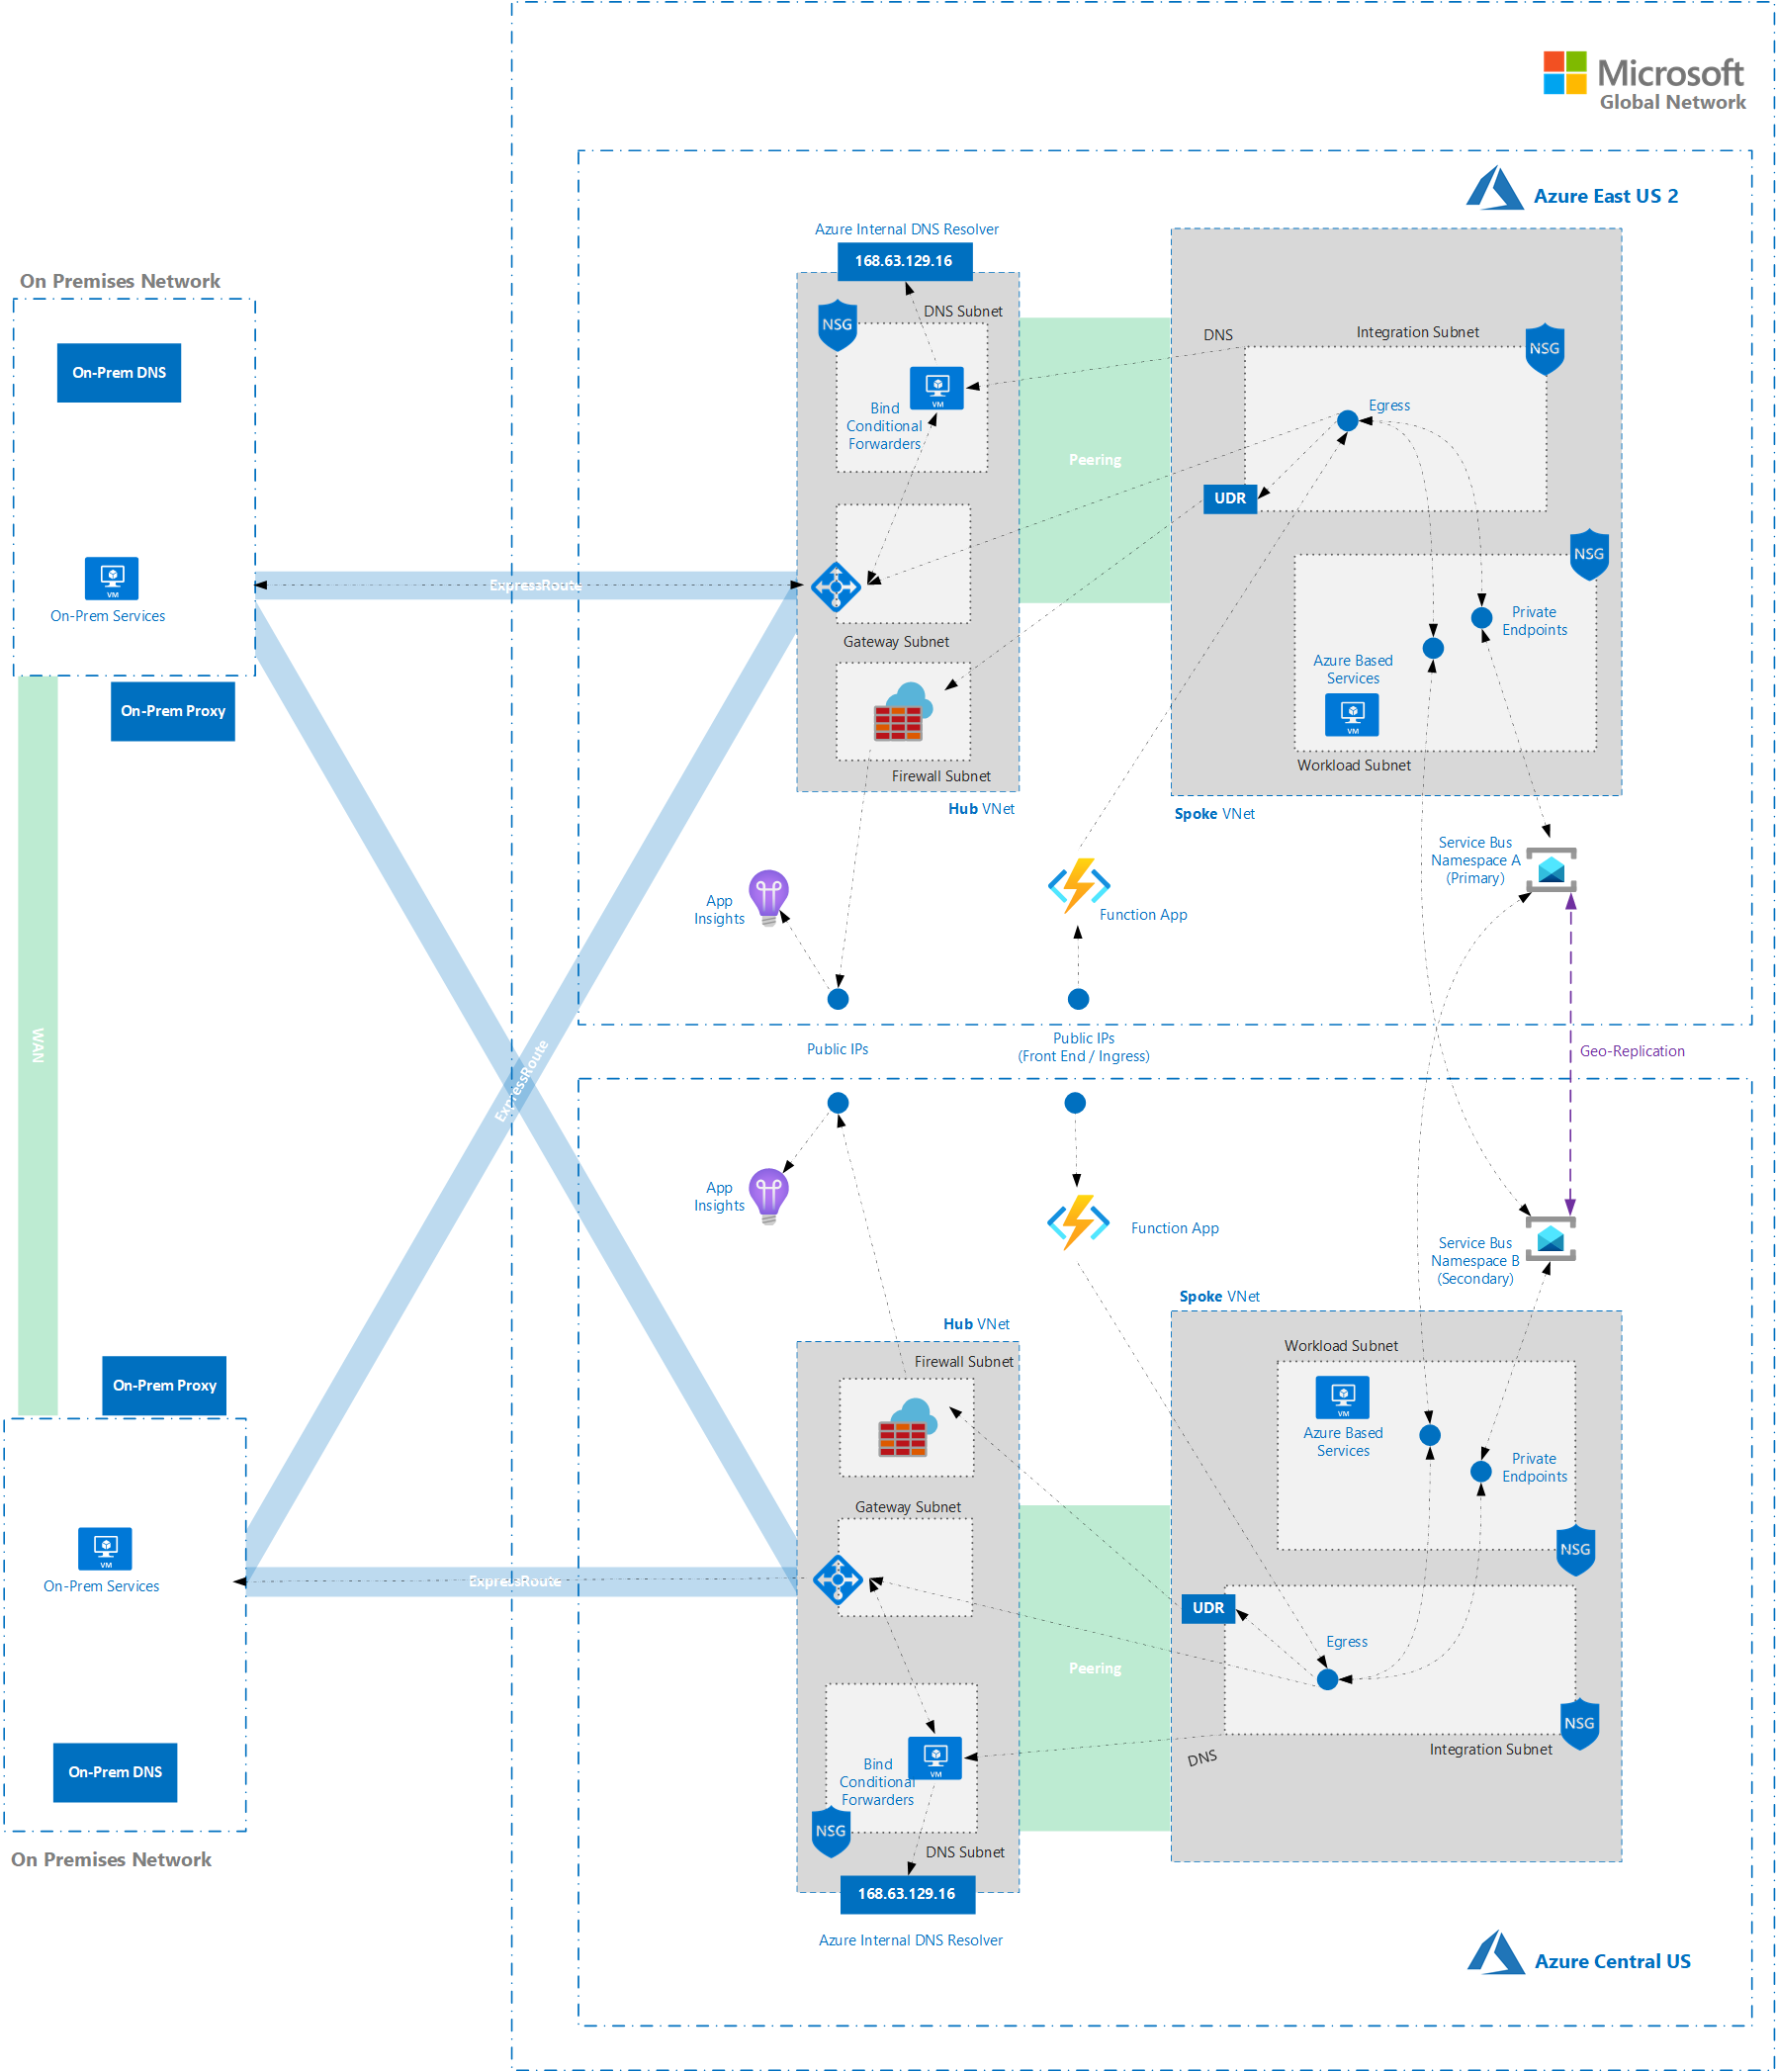 Microsoft
Global Network
Azure East US 2
Azure Internal DNS Resolver
168.63.129.16
On Premises Network
NSG
DNS Subnet
DNS
Integration Subnet
NSG
On-Prem DNS
VM
Bind
Conditional
Forwarders
Egress
Peering
UDR
NSG
VM
On-Prem Services
ExpressRoute
Gateway Subnet
Private
Endpoints
Azure Based
Services
VM
On-Prem Proxy
Firewall Subnet
Workload Subnet
Hub VNet
Spoke VNet
Service Bus
Namespace A
(Primary)
App
Insights
Function App
WAN
ExpressRoute
Public IPs
Public IPs
(Front End / Ingress)
Geo-Replication
App
Insights
Function App
Service Bus
Namespace B
(Secondary)
Spoke VNet
Hub VNet
Workload Subnet
Firewall Subnet
On-Prem Proxy
VM
Azure Based
Services
Private
Endpoints
Gateway Subnet
NSG
VM
On-Prem Services
ExpressRoute
UDR
Egress
Peering
NSG
Integration Subnet
DNS
On-Prem DNS
VM
Bind
Conditional
Forwarders
NSG
DNS Subnet
On Premises Network
168.63.129.16
Azure Internal DNS Resolver
Azure Central US